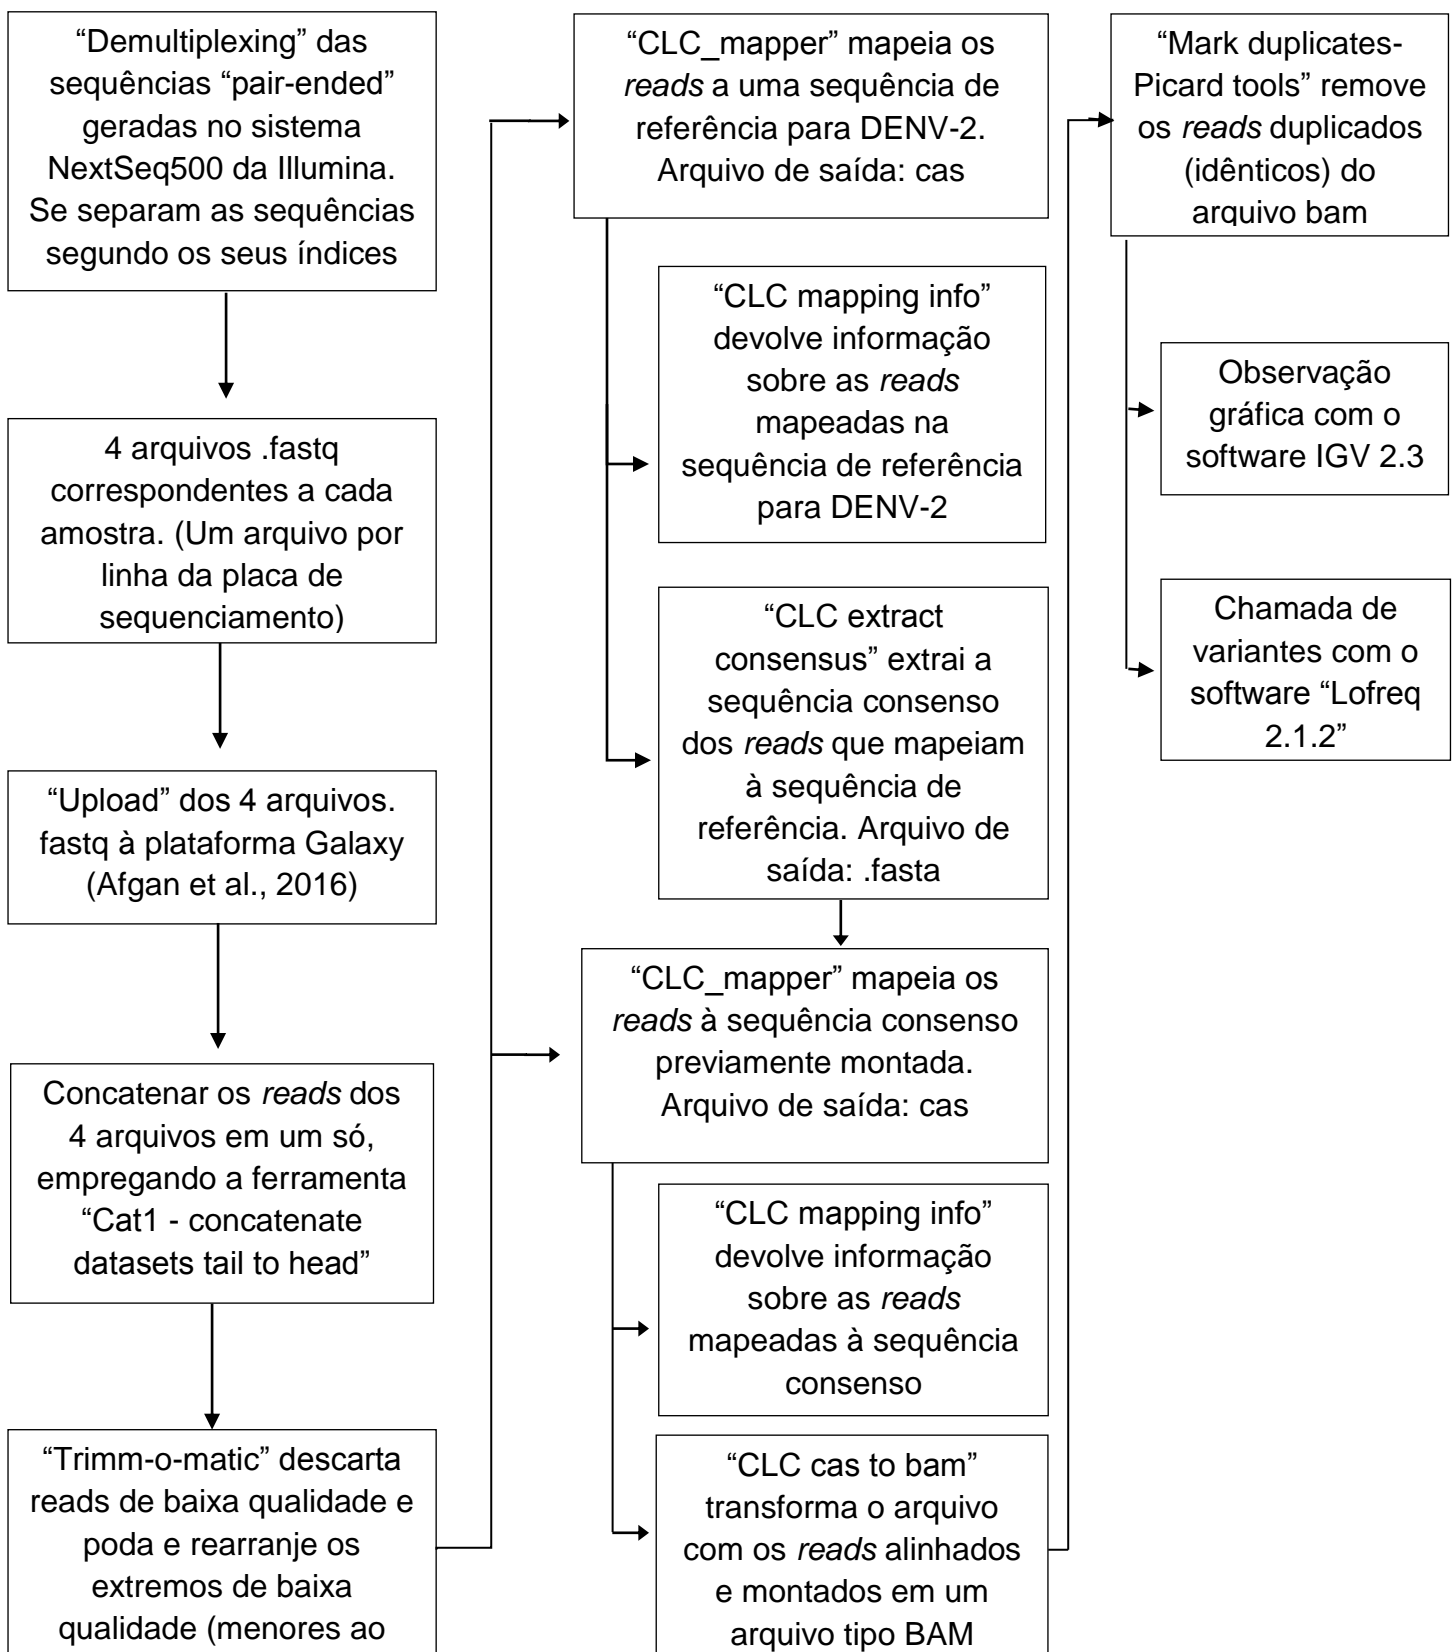 “Demultiplexing” das
sequências “pair-ended”
geradas no sistema
NextSeq500 da Illumina.
Se separam as sequências
segundo os seus índices
4 arquivos .fastq
correspondentes a cada
amostra. (Um arquivo por
linha da placa de
sequenciamento)
“Upload” dos 4 arquivos.
fastq à plataforma Galaxy
(Afgan et al., 2016)
Concatenar os reads dos
4 arquivos em um só,
empregando a ferramenta
“Cat1 - concatenate
datasets tail to head”
“Trimm-o-matic” descarta
reads de baixa qualidade e
poda e rearranje os
extremos de baixa
qualidade (menores ao
“CLC_mapper” mapeia os
reads a uma sequência de
referência para DENV-2.
Arquivo de saída: cas
“CLC mapping info”
devolve informação
sobre as reads
mapeadas na
sequência de referência
para DENV-2
“CLC extract
consensus” extrai a
sequência consenso
dos reads que mapeiam
à sequência de
referência. Arquivo de
saída: .fasta
“CLC_mapper” mapeia os
reads à sequência consenso
previamente montada.
Arquivo de saída: cas
“CLC mapping info”
devolve informação
sobre as reads
mapeadas à sequência
consenso
“CLC cas to bam”
transforma o arquivo
com os reads alinhados
e montados em um
arquivo tipo BAM
“Mark duplicates-
Picard tools” remove
os reads duplicados
(idênticos) do
arquivo bam
Observação
gráfica com o
software IGV 2.3
Chamada de
variantes com o
software “Lofreq
2.1.2”